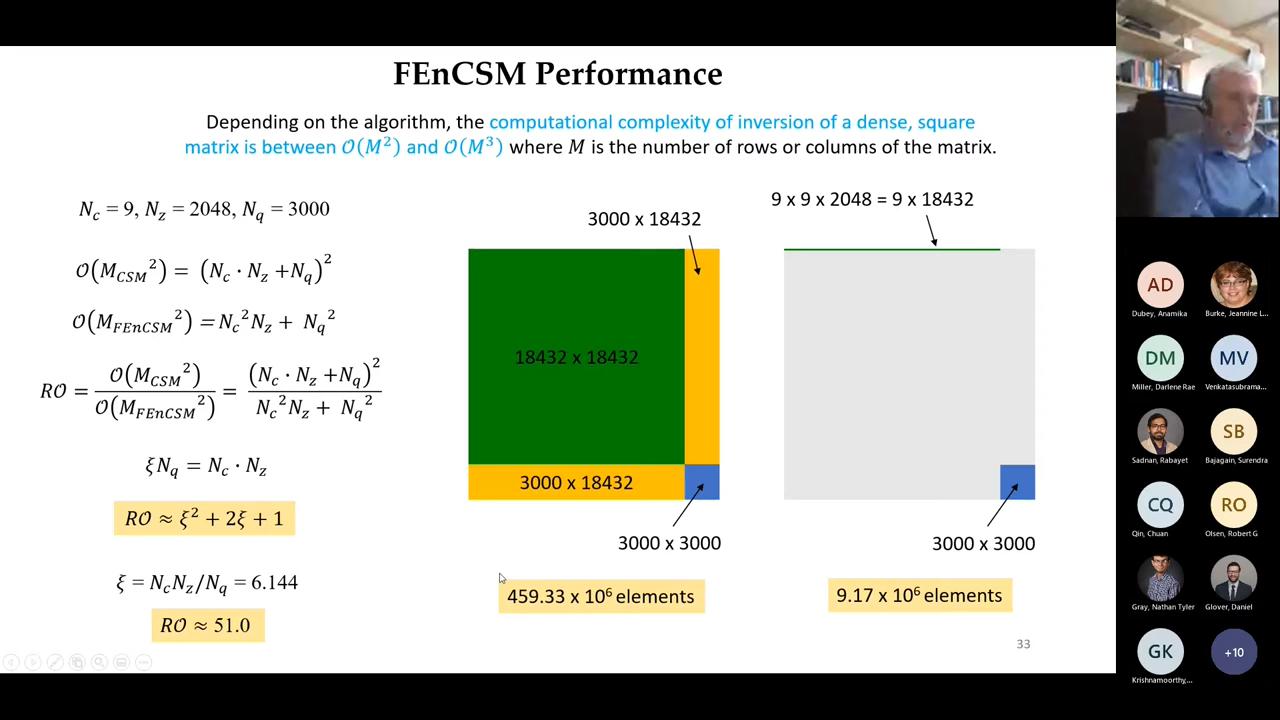 FEnCSM Performance
Depending on the algorithm, the computational complexity of inversion of a dense, square
matrix is between 𝒪(M²) and 𝒪(M³) where M is the number of rows or columns of the matrix.
N_c = 9, N_z = 2048, N_q = 3000
𝒪(M_CSM²) = (N_c · N_z +N_q)²
𝒪(M_FEnCSM²) = N_c²N_z + N_q²
R𝒪 = 𝒪(M_CSM²) / 𝒪(M_FEnCSM²) = (N_c · N_z +N_q)² / N_c²N_z + N_q²
ξN_q = N_c · N_z
R𝒪 ≈ ξ² + 2ξ + 1
ξ = N_cN_z/N_q = 6.144
R𝒪 ≈ 51.0
3000 x 18432
18432 x 18432
3000 x 18432
3000 x 3000
459.33 x 10⁶ elements
9 x 9 x 2048 = 9 x 18432
3000 x 3000
9.17 x 10⁶ elements
33
AD
Dubey, Anamika
Burke, Jeannine L...
DM
Miller, Darlene Rae
MV
Venkatasubrama...
Sadnan, Rabayet
SB
Bajagain, Surendra
CQ
Qin, Chuan
RO
Olsen, Robert G
Gray, Nathan Tyler
Glover, Daniel
GK
Krishnamoorthy,...
+10